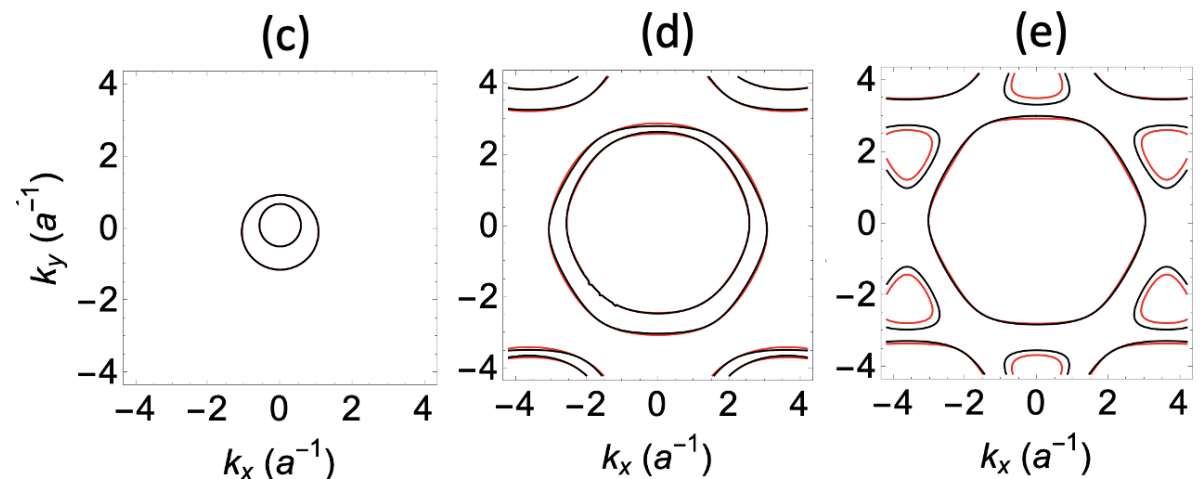 (c) (d) (e)
4 4 4
2 2 2
0 0 0
−2 −2 −2
−4 −4 −4
k_y (a⁻¹)
−4 −2 0 2 4 −4 −2 0 2 4 −4 −2 0 2 4
k_x (a⁻¹) k_x (a⁻¹) k_x (a⁻¹)